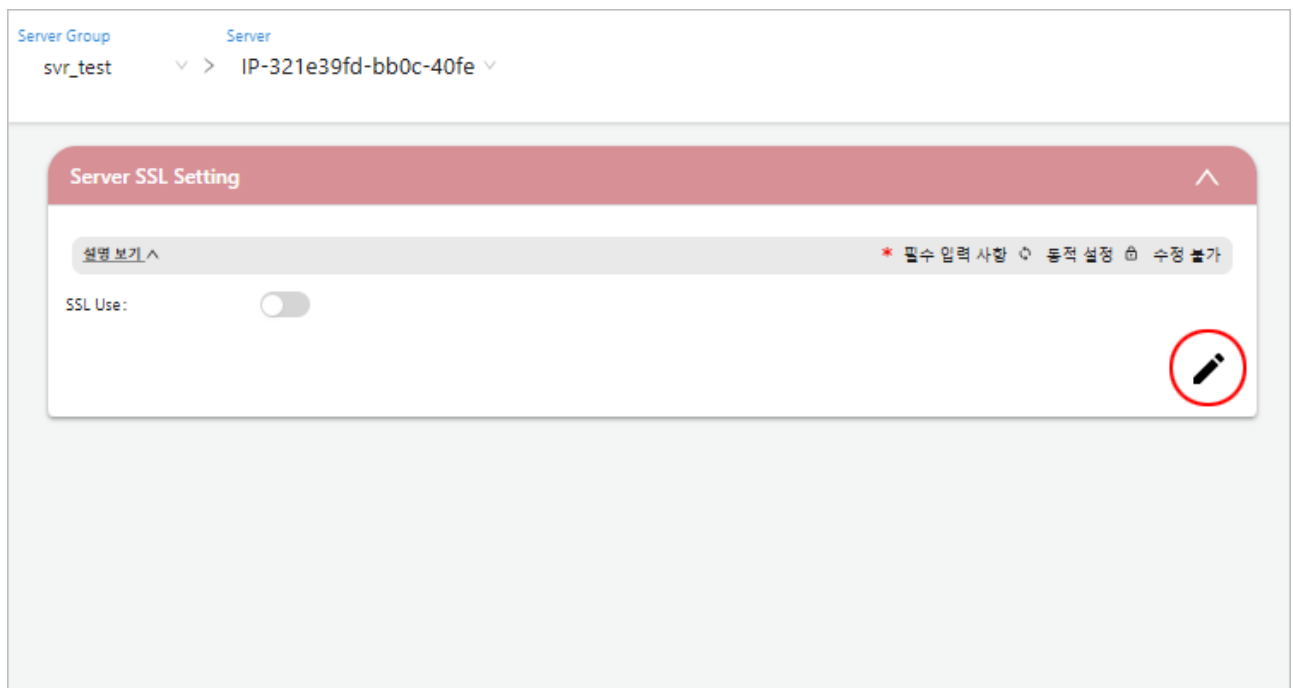 Server Group Server
svr_test > IP-321e39fd-bb0c-40fe
Server SSL Setting
설명 보기 * 필수 입력 사항 동적 설정 수정 불가
SSL Use: